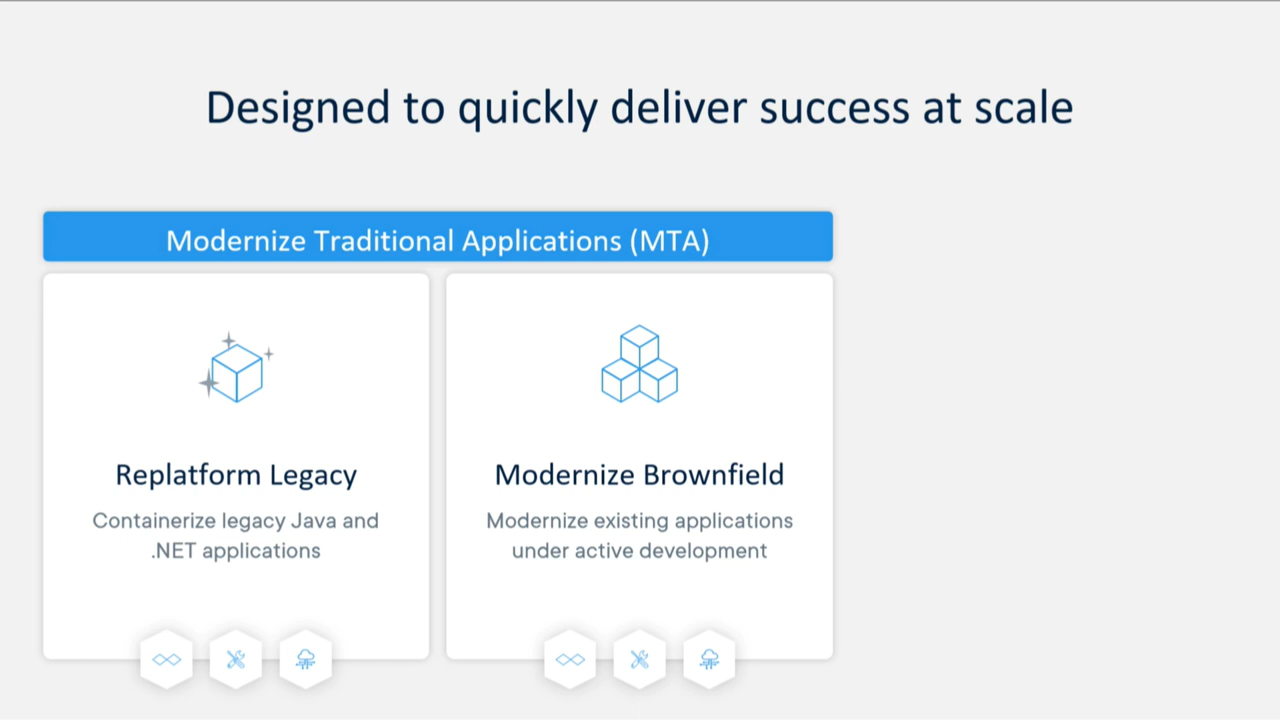 Designed to quickly deliver success at scale
Modernize Traditional Applications (MTA)
Replatform Legacy
Containerize legacy Java and
.NET applications
Modernize Brownfield
Modernize existing applications
under active development